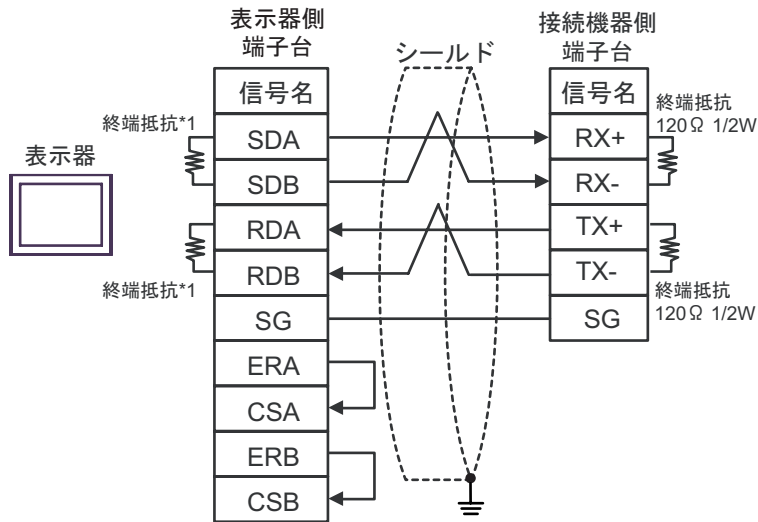 表示器側
端子台
シールド
接続機器側
端子台
信号名
信号名
終端抵抗*1
終端抵抗
120Ω 1/2W
表示器
SDA
RX+
SDB
RX-
RDA
TX+
RDB
TX-
終端抵抗*1
終端抵抗
120Ω 1/2W
SG
SG
ERA
CSA
ERB
CSB